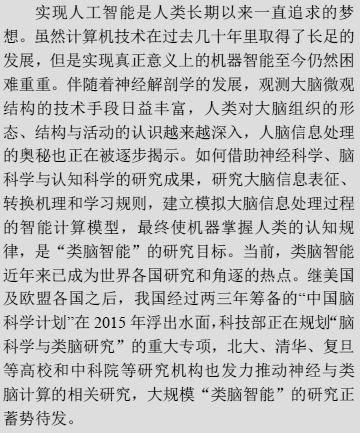 实现人工智能是人类长期以来一直追求的梦
想。虽然计算机技术在过去几十年里取得了长足的
发展，但是实现真正意义上的机器智能至今仍然困
难重重。伴随着神经解剖学的发展，观测大脑微观
结构的技术手段日益丰富，人类对大脑组织的形
态、结构与活动的认识越来越深入，人脑信息处理
的奥秘也正在被逐步揭示。如何借助神经科学、脑
科学与认知科学的研究成果，研究大脑信息表征、
转换机理和学习规则，建立模拟大脑信息处理过程
的智能计算模型，最终使机器掌握人类的认知规
律，是“类脑智能”的研究目标。当前，类脑智能
近年来已成为世界各国研究和角逐的热点。继美国
及欧盟各国之后，我国经过两三年筹备的“中国脑
科学计划”在 2015 年浮出水面，科技部正在规划“脑
科学与类脑研究”的重大专项，北大、清华、复旦
等高校和中科院等研究机构也发力推动神经与类
脑计算的相关研究，大规模“类脑智能”的研究正
蓄势待发。